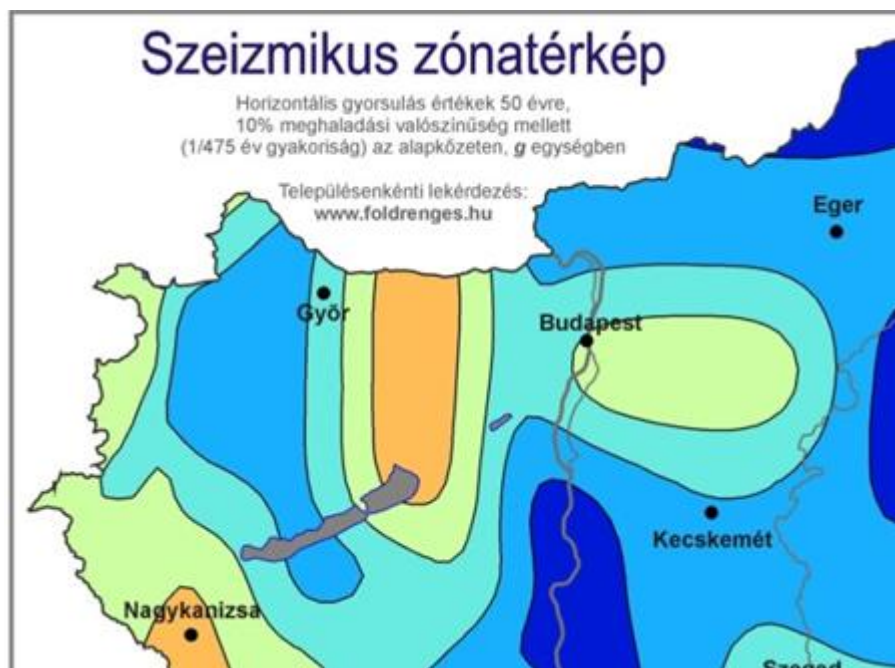 Szeizmikus zónatérkép
Horizontális gyorsulás értékek 50 évre,
10% meghaladási valószínűség mellett
(1/475 év gyakoriság) az alapkőzeten, g egységben
Településenkénti lekérdezés:
www.foldrenges.hu
Eger
Győr
Budapest
Kecskemét
Nagykanizsa
Szeged